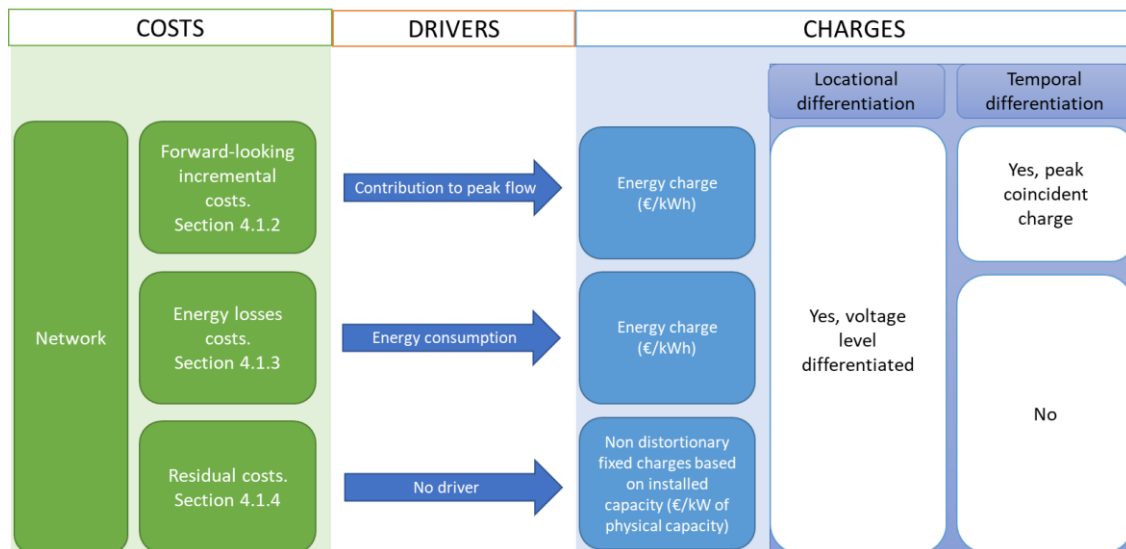 COSTS
DRIVERS
CHARGES
Locational
differentiation
Temporal
differentiation
Network
Forward-looking
incremental
costs.
Section 4.1.2
Contribution to peak flow
Energy charge
(€/kWh)
Yes, peak
coincident
charge
Energy losses
costs.
Section 4.1.3
Energy consumption
Energy charge
(€/kWh)
Yes, voltage
level
differentiated
No
Residual costs.
Section 4.1.4
No driver
Non distortionary
fixed charges based
on installed
capacity (€/kW of
physical capacity)